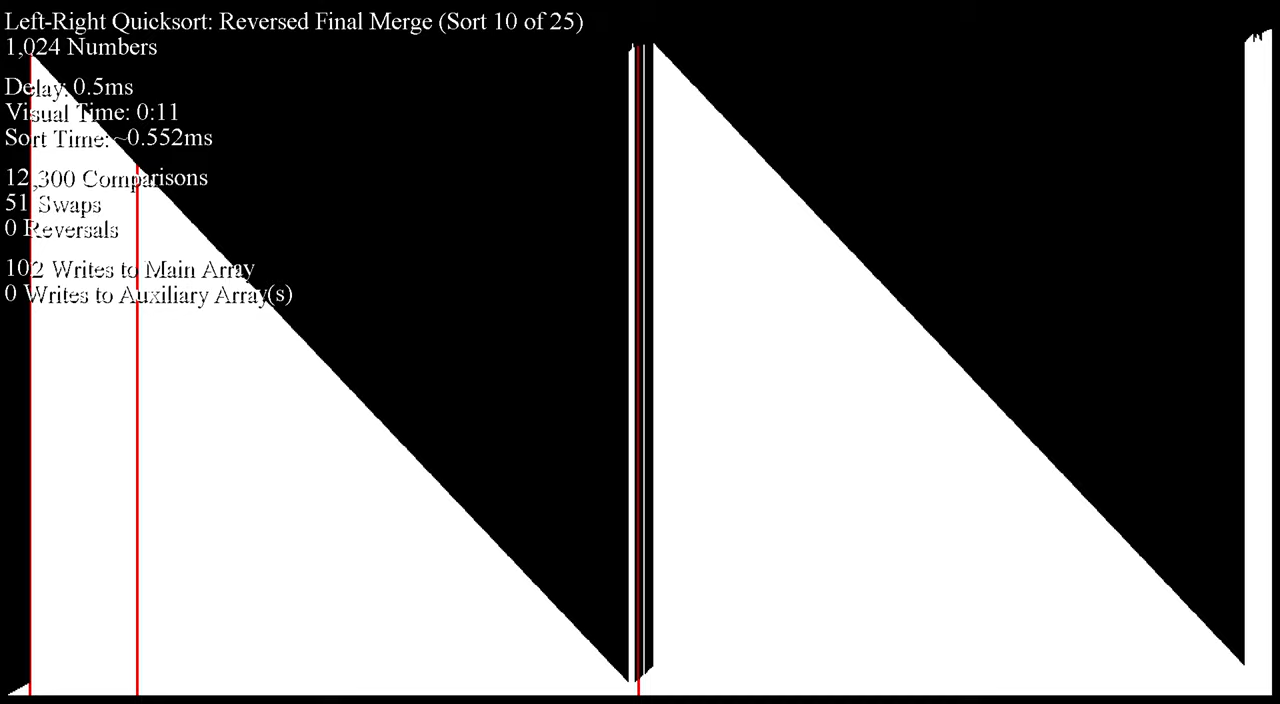 Left-Right Quicksort: Reversed Final Merge (Sort 10 of 25)
1,024 Numbers
Delay: 0.5ms
Visual Time: 0:11
Sort Time: ~0.552ms
12,300 Comparisons
51 Swaps
0 Reversals
102 Writes to Main Array
0 Writes to Auxiliary Array(s)